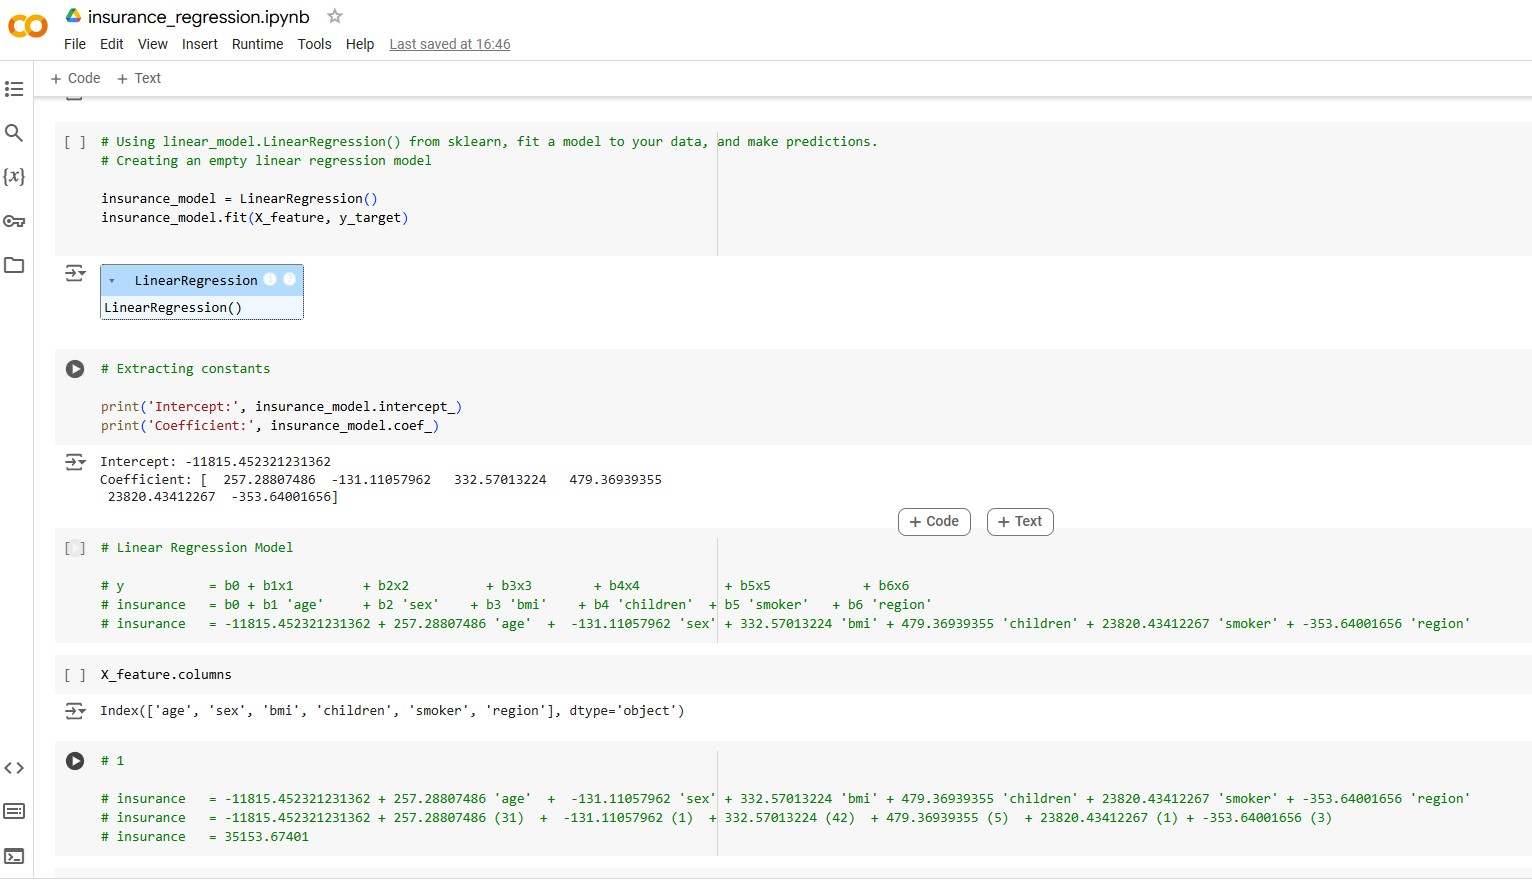 insurance_regression.ipynb
File Edit View Insert Runtime Tools Help Last saved at 16:46
+ Code + Text
[ ] # Using linear_model.LinearRegression() from sklearn, fit a model to your data, and make predictions.
# Creating an empty linear regression model
insurance_model = LinearRegression()
insurance_model.fit(X_feature, y_target)
LinearRegression
LinearRegression()
# Extracting constants
print('Intercept:', insurance_model.intercept_)
print('Coefficient:', insurance_model.coef_)
Intercept: -11815.452321231362
Coefficient: [ 257.28807486 -131.11057962 332.57013224 479.36939355
23820.43412267 -353.64001656]
+ Code + Text
[ ] # Linear Regression Model
# y = b0 + b1x1 + b2x2 + b3x3 + b4x4 + b5x5 + b6x6
# insurance = b0 + b1 'age' + b2 'sex' + b3 'bmi' + b4 'children' + b5 'smoker' + b6 'region'
# insurance = -11815.452321231362 + 257.28807486 'age' + -131.11057962 'sex' + 332.57013224 'bmi' + 479.36939355 'children' + 23820.43412267 'smoker' + -353.64001656 'region'
[ ] X_feature.columns
Index(['age', 'sex', 'bmi', 'children', 'smoker', 'region'], dtype='object')
# 1
# insurance = -11815.452321231362 + 257.28807486 'age' + -131.11057962 'sex' + 332.57013224 'bmi' + 479.36939355 'children' + 23820.43412267 'smoker' + -353.64001656 'region'
# insurance = -11815.452321231362 + 257.28807486 (31) + -131.11057962 (1) + 332.57013224 (42) + 479.36939355 (5) + 23820.43412267 (1) + -353.64001656 (3)
# insurance = 35153.67401